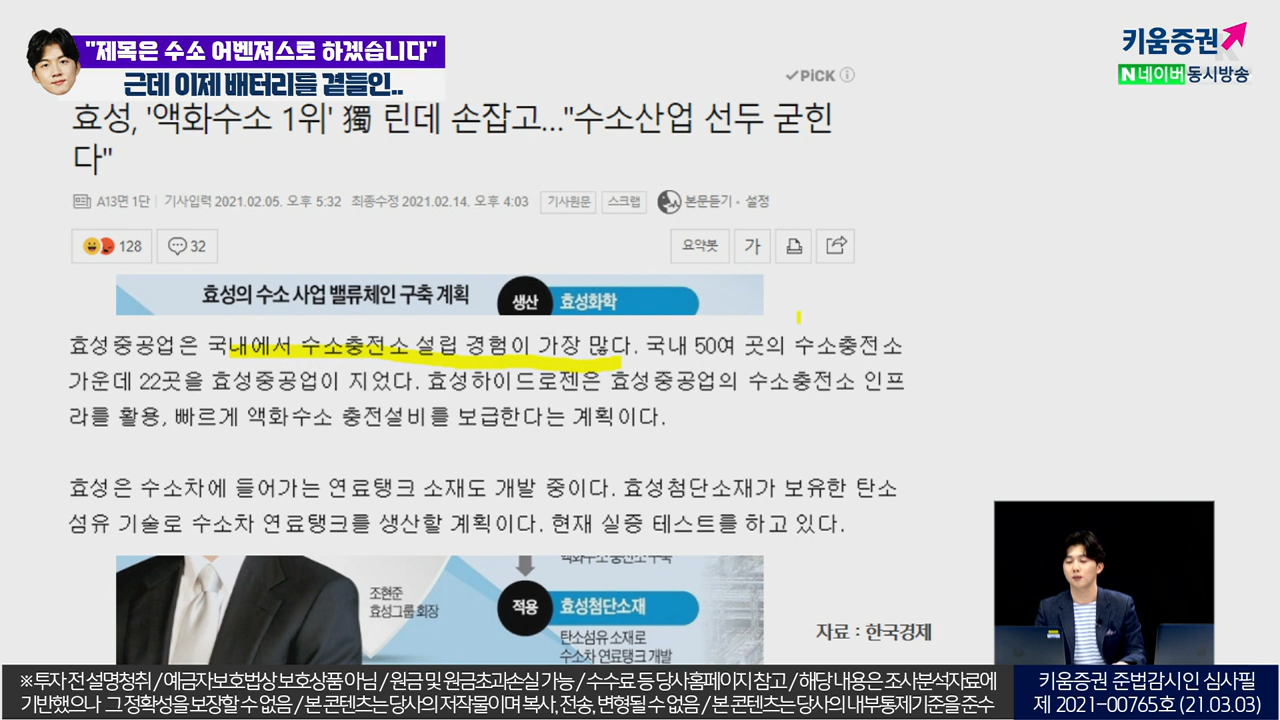 "제목은 수소 어벤져스로 하겠습니다"
근데 이제 배터리를 곁들인..
키움증권
N 네이버 동시방송
✓PiCK ⓘ
효성, '액화수소 1위' 獨 린데 손잡고..."수소산업 선두 굳힌
다"
A13면 1단 기사입력 2021.02.05. 오후 5:32 최종수정 2021.02.14. 오후 4:03 기사원문 스크랩 본문듣기 · 설정
128 32 요약봇 가
효성의 수소 사업 밸류체인 구축 계획 생산 효성화학
효성중공업은 국내에서 수소충전소 설립 경험이 가장 많다. 국내 50여 곳의 수소충전소
가운데 22곳을 효성중공업이 지었다. 효성하이드로젠은 효성중공업의 수소충전소 인프
라를 활용, 빠르게 액화수소 충전설비를 보급한다는 계획이다.
효성은 수소차에 들어가는 연료탱크 소재도 개발 중이다. 효성첨단소재가 보유한 탄소
섬유 기술로 수소차 연료탱크를 생산할 계획이다. 현재 실증 테스트를 하고 있다.
조현준
효성그룹 회장
적용 효성첨단소재
탄소섬유 소재로
수소차 연료탱크 개발
자료 : 한국경제
※ 투자 전 설명청취 / 예금자보호법상 보호상품 아님 / 원금 및 원금초과손실 가능 / 수수료 등 당사홈페이지 참고 / 해당 내용은 조사분석자료에
기반했으나 그 정확성을 보장할 수 없음 / 본 콘텐츠는 당사의 저작물이며 복사, 전송, 변형될 수 없음 / 본 콘텐츠는 당사의 내부통제기준을 준수
키움증권 준법감시인 심사필
제 2021-00765호 (21.03.03)